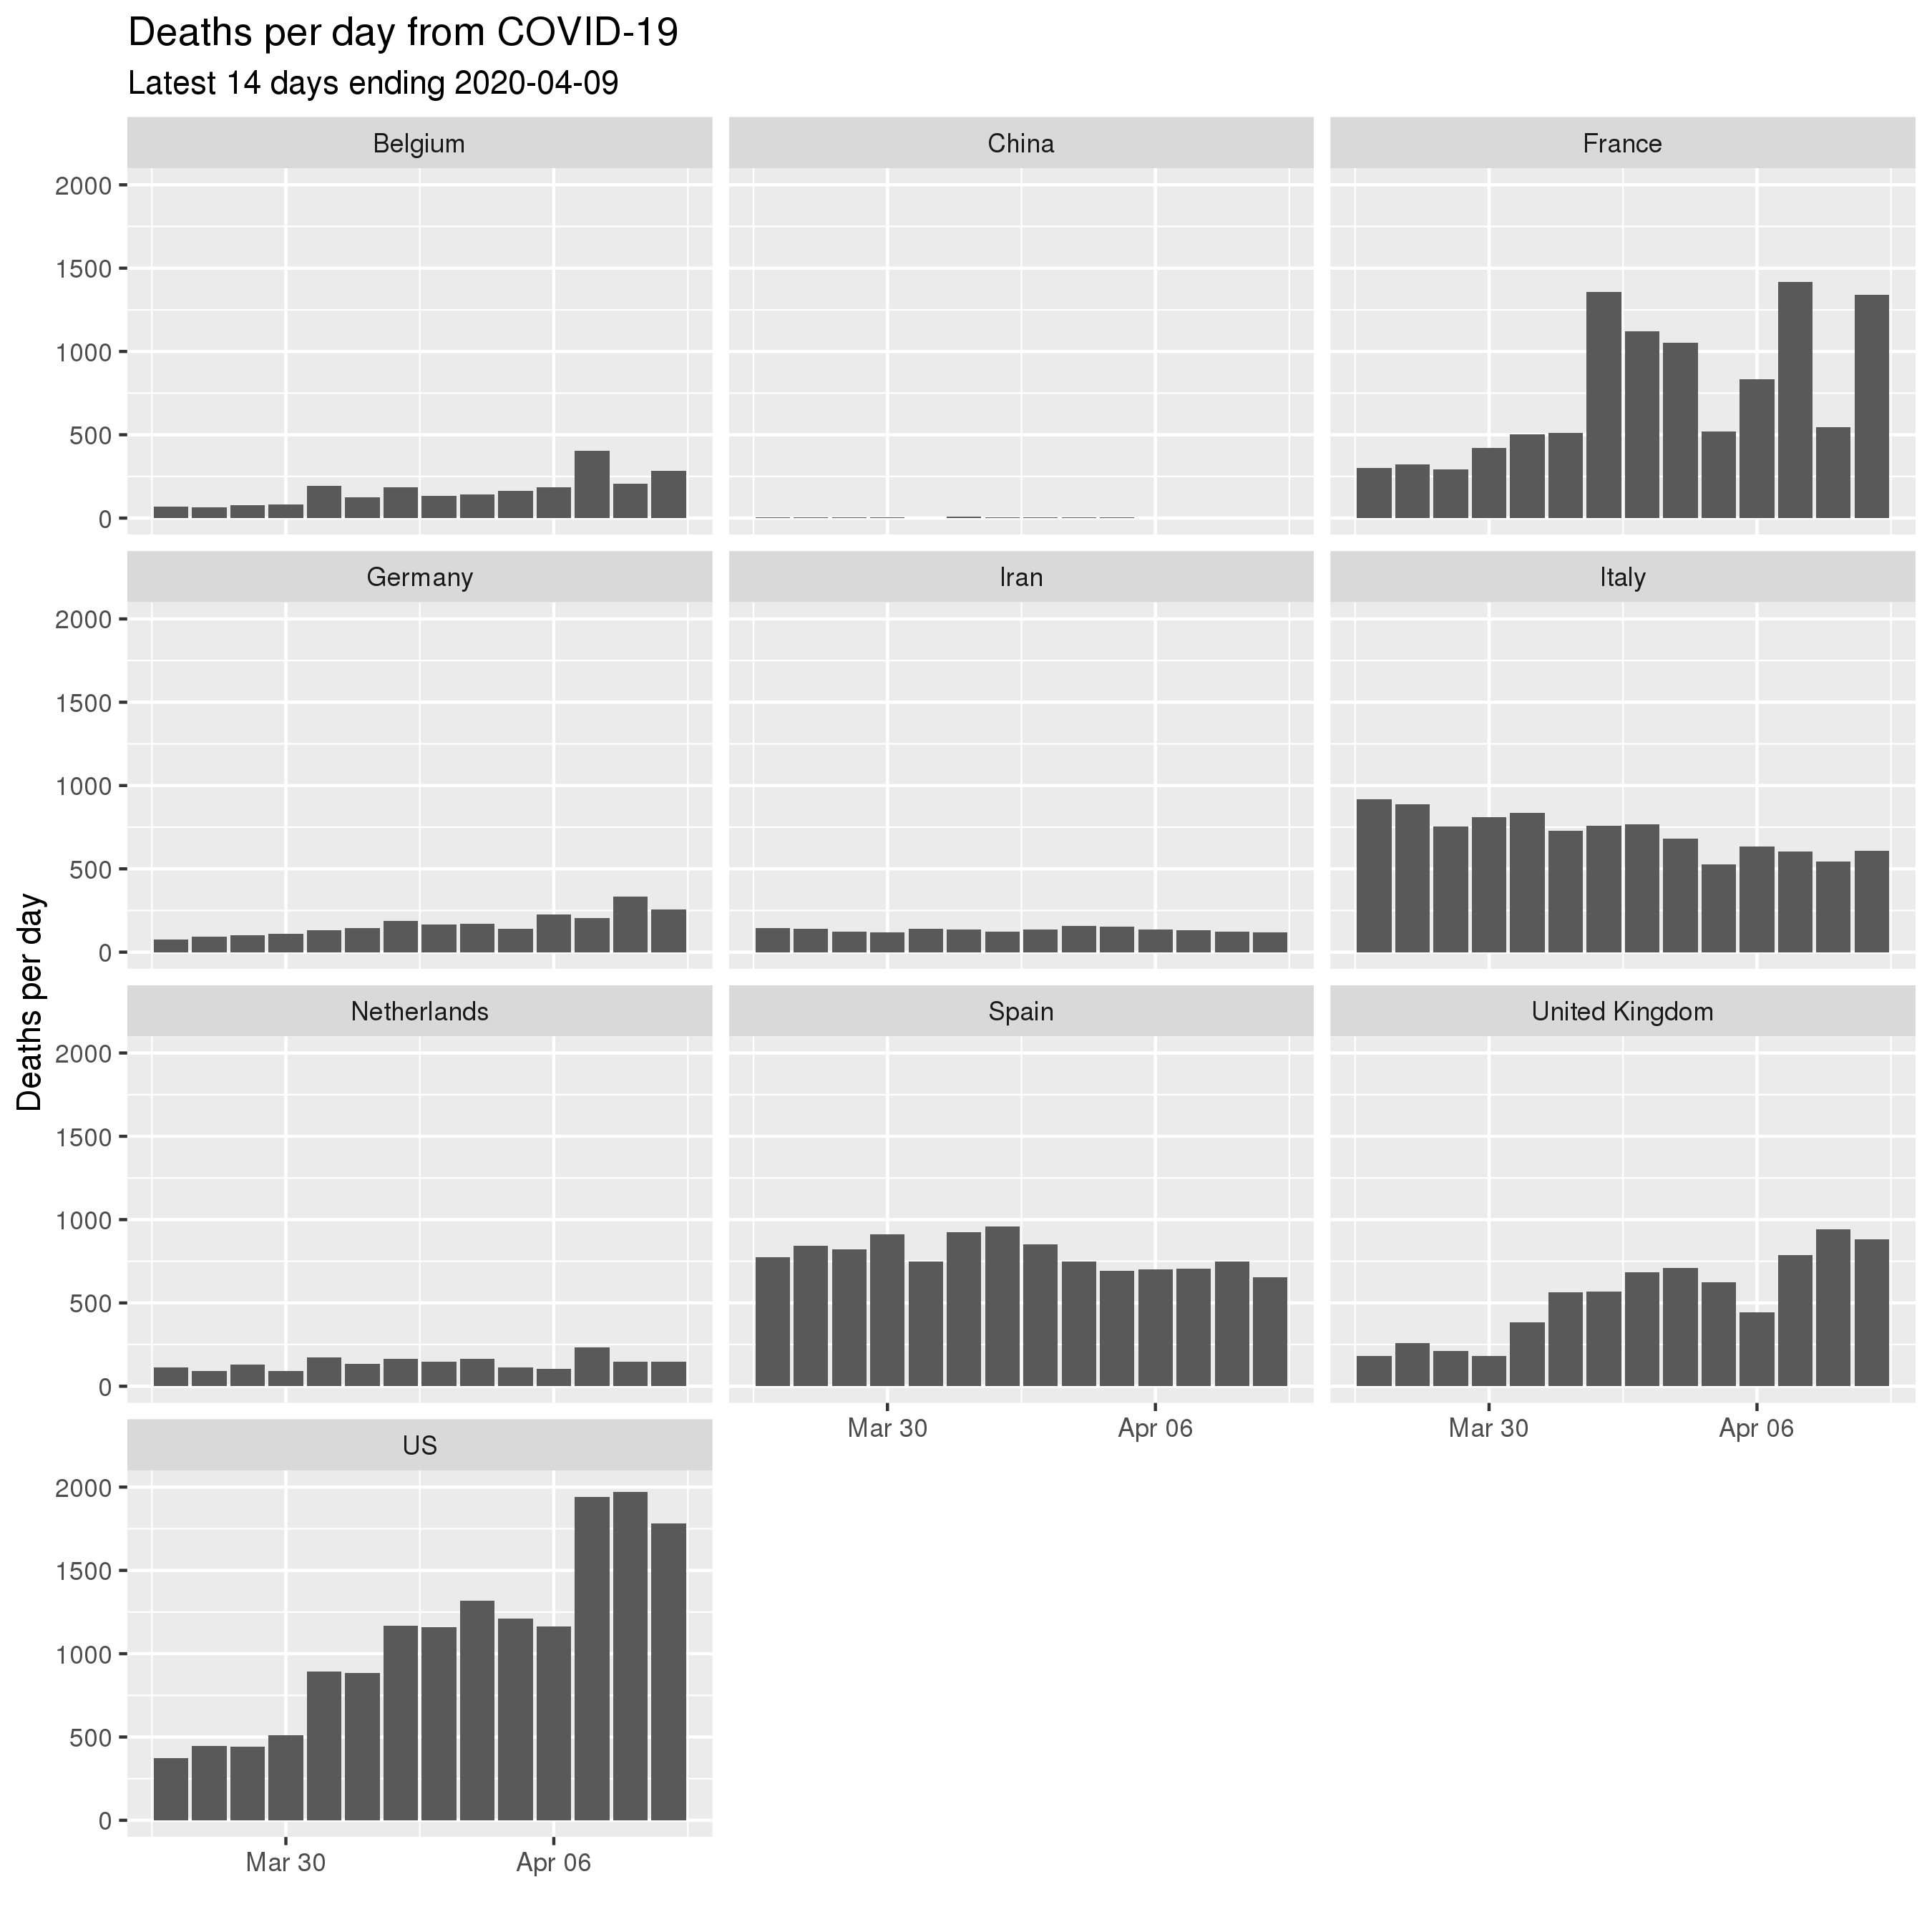 Deaths per day from COVID-19
Latest 14 days ending 2020-04-09
Belgium
China
France
2000
1500
1000
500
0
Germany
Iran
Italy
2000
1500
1000
500
0
Deaths per day
Netherlands
Spain
United Kingdom
2000
1500
1000
500
0
Mar 30
Apr 06
Mar 30
Apr 06
US
2000
1500
1000
500
0
Mar 30
Apr 06